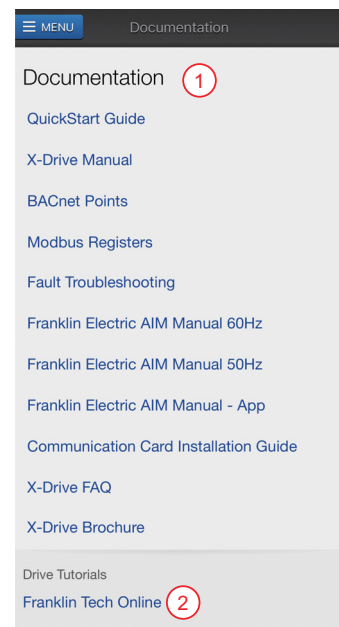 MENU Documentation
Documentation 1
QuickStart Guide
X-Drive Manual
BACnet Points
Modbus Registers
Fault Troubleshooting
Franklin Electric AIM Manual 60Hz
Franklin Electric AIM Manual 50Hz
Franklin Electric AIM Manual - App
Communication Card Installation Guide
X-Drive FAQ
X-Drive Brochure
Drive Tutorials
Franklin Tech Online 2